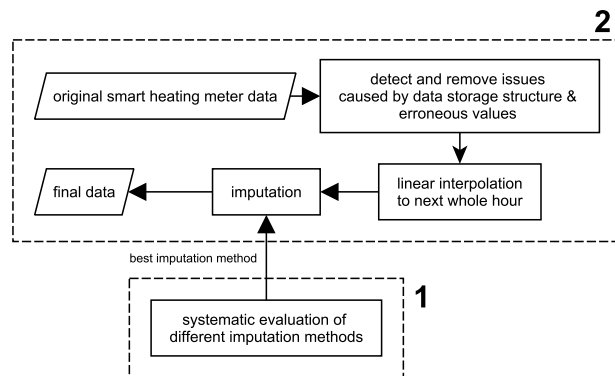 2
original smart heating meter data
detect and remove issues
caused by data storage structure &
erroneous values
final data
imputation
linear interpolation
to next whole hour
best imputation method
1
systematic evaluation of
different imputation methods